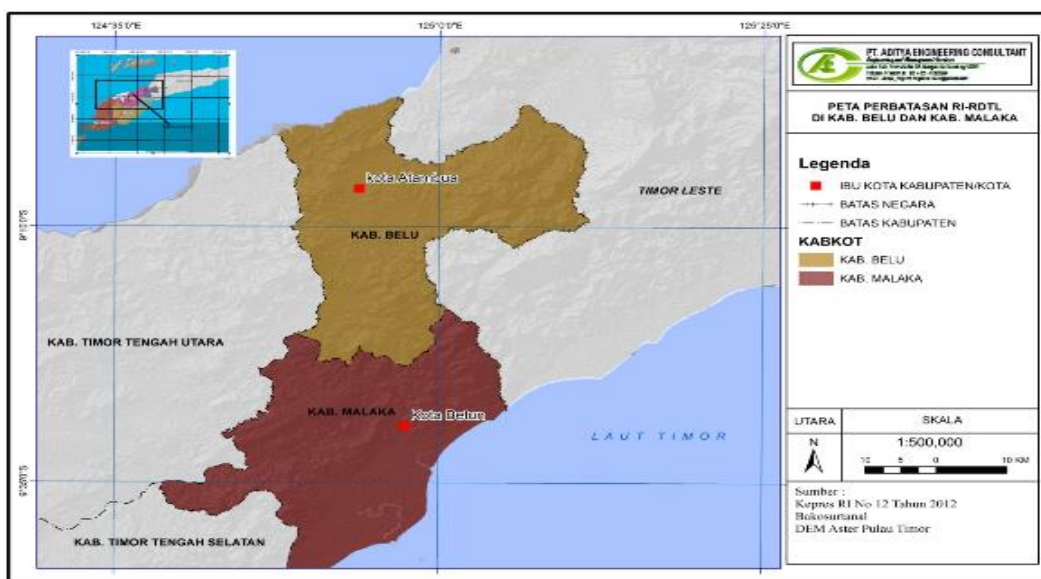 124°35'0"E
125°0'0"E
125°25'0"E
kota Atambua
TIMOR LESTE
KAB. BELU
9°10'0"S
KAB. TIMOR TENGAH UTARA
KAB. MALAKA
Kota Betun
LAUT TIMOR
KAB. TIMOR TENGAH SELATAN
PT. ADITYA ENGINEERING CONSULTANT
PETA PERBATASAN RI-RDTL
DI KAB. BELU DAN KAB. MALAKA
Legenda
IBU KOTA KABUPATEN/KOTA
BATAS NEGARA
BATAS KABUPATEN
KABKOT
KAB. BELU
KAB. MALAKA
UTARA
SKALA
N
1:500,000
10 5 0 10 KM
Sumber :
Kepres RI No 12 Tahun 2012
Bakosurtanal
DEM Aster Pulau Timor